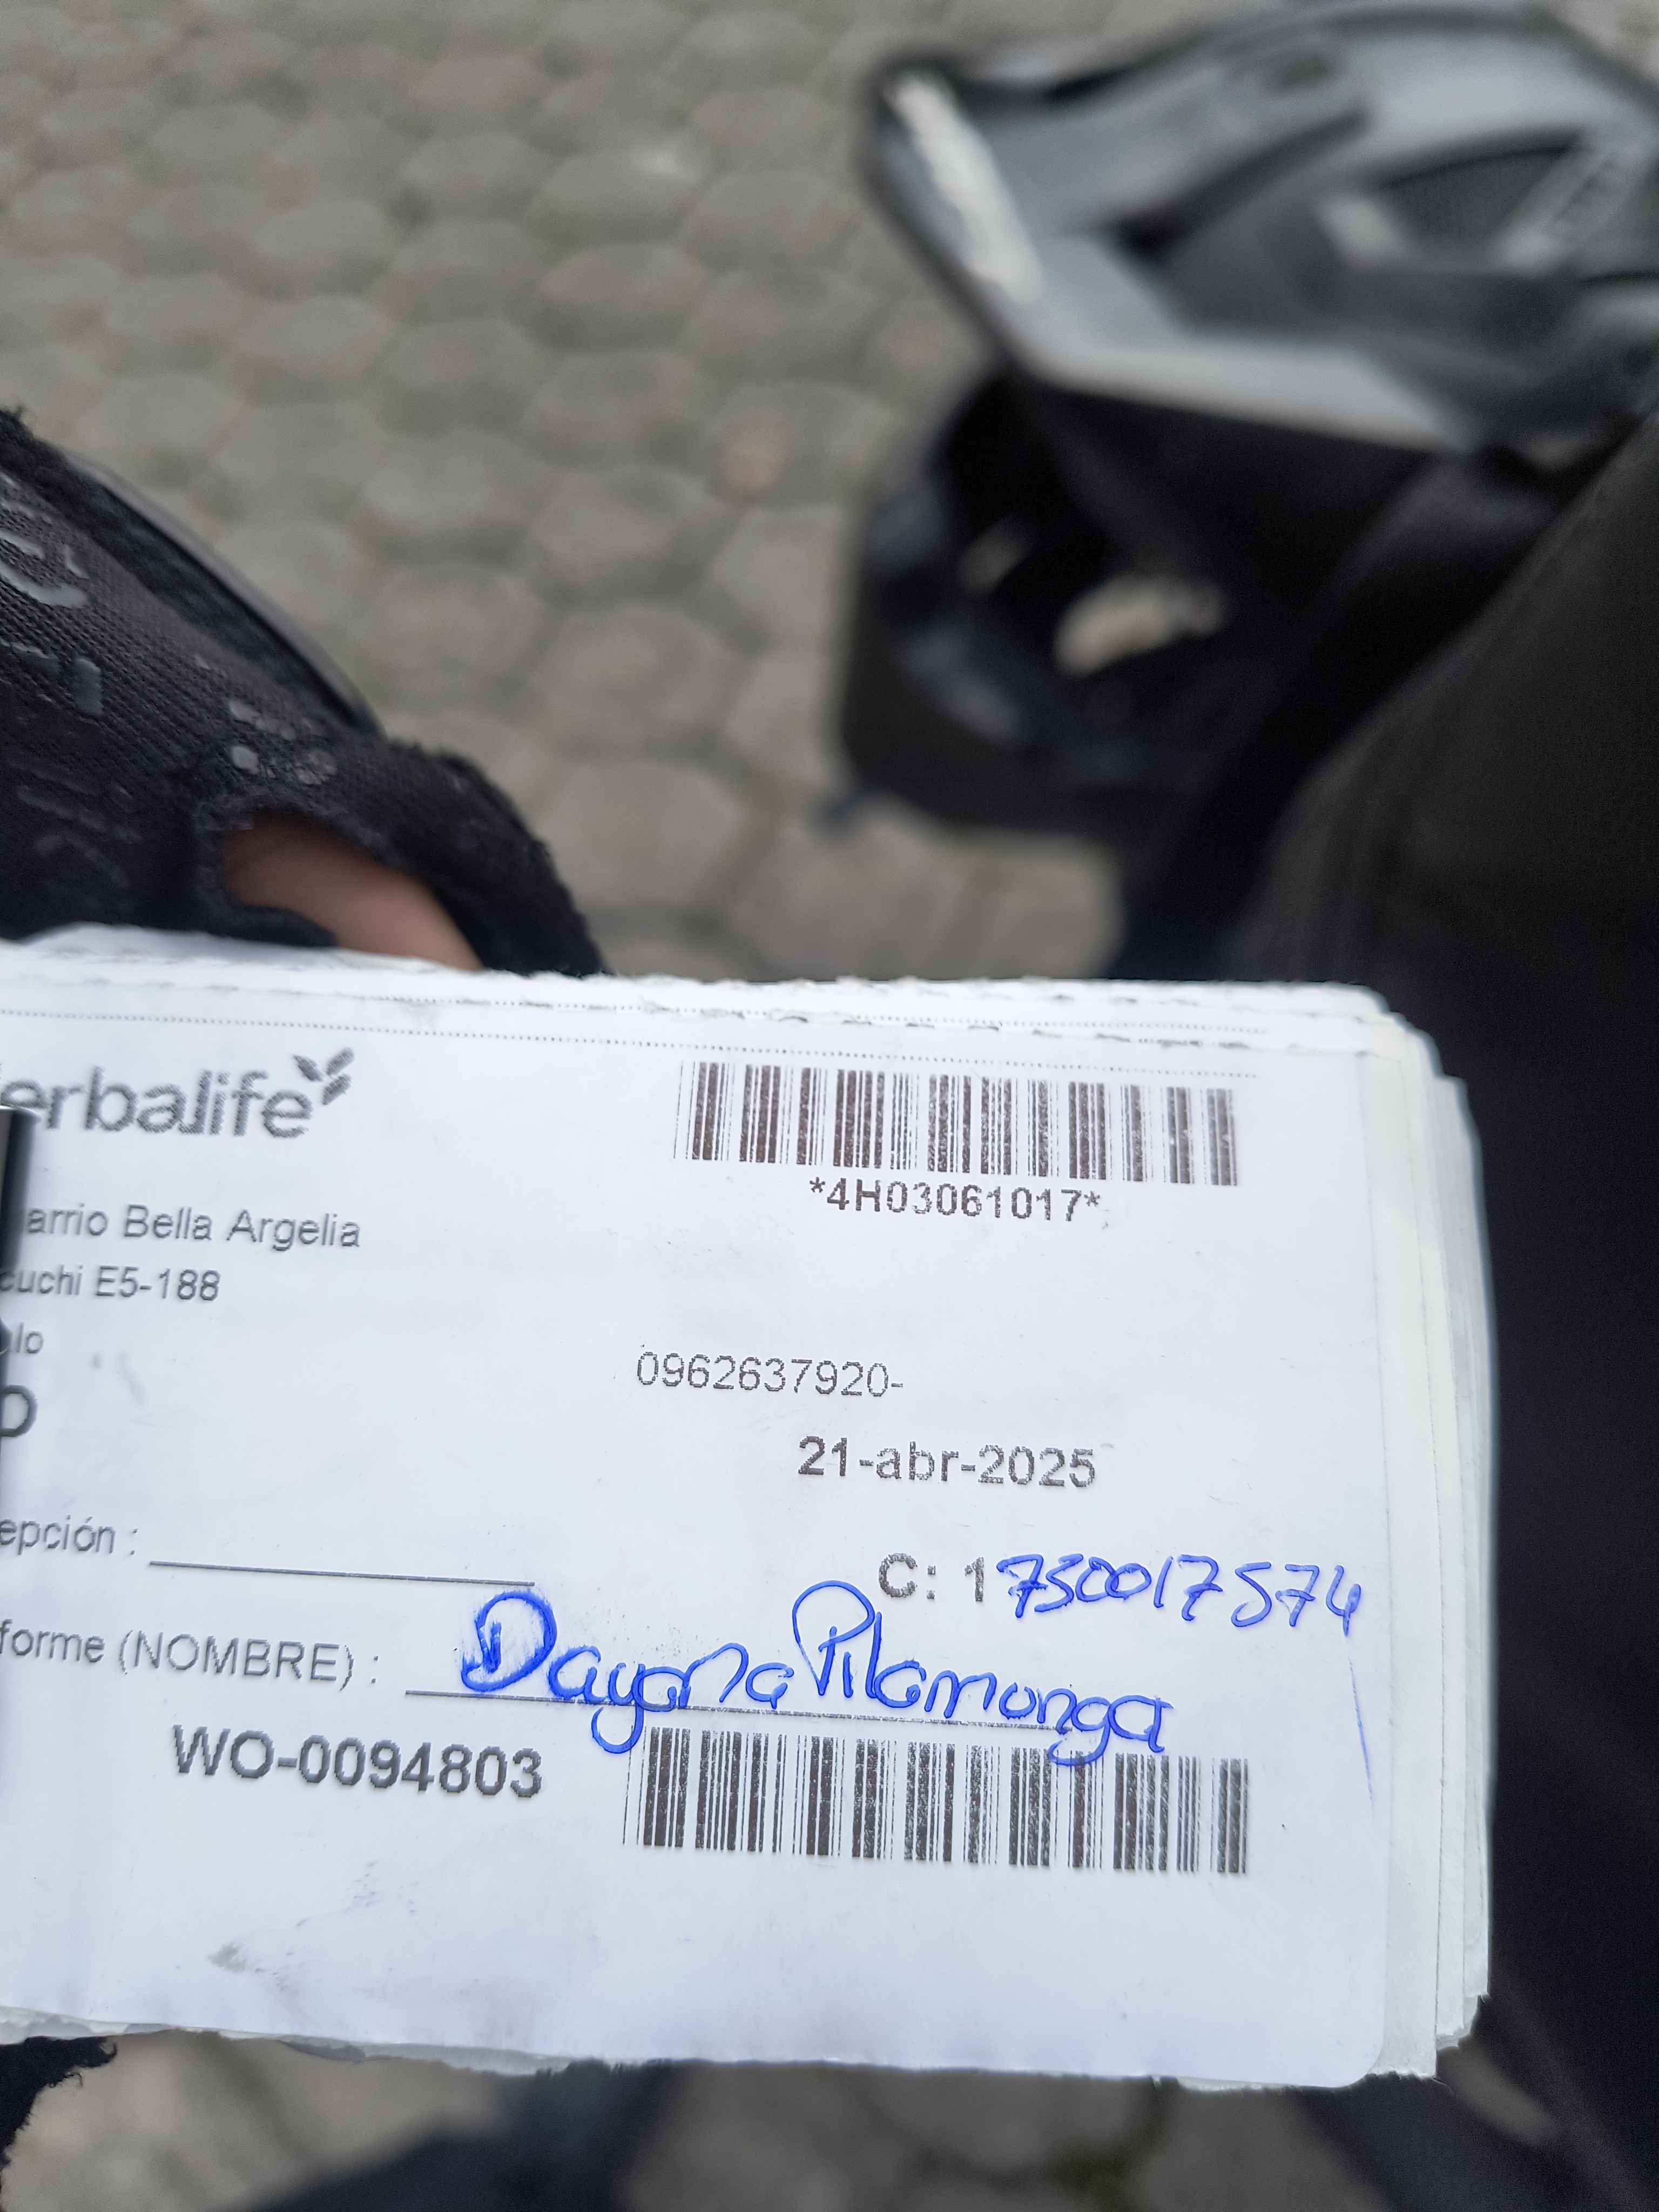 erbalife
*4H03061017*
arrio Bella Argelia
cuchi E5-188
lo
0962637920-
O
21-abr-2025
epción :
C: 1750017574
forme (NOMBRE) : Dayana Pilamunga
WO-0094803